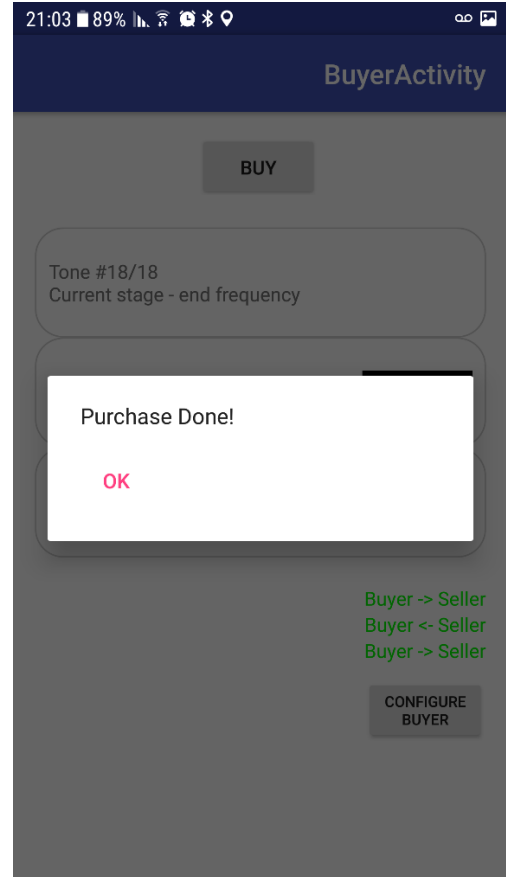 21:03 89%
BuyerActivity
BUY
Tone #18/18
Current stage - end frequency
Purchase Done!
OK
Buyer -> Seller
Buyer <- Seller
Buyer -> Seller
CONFIGURE
BUYER